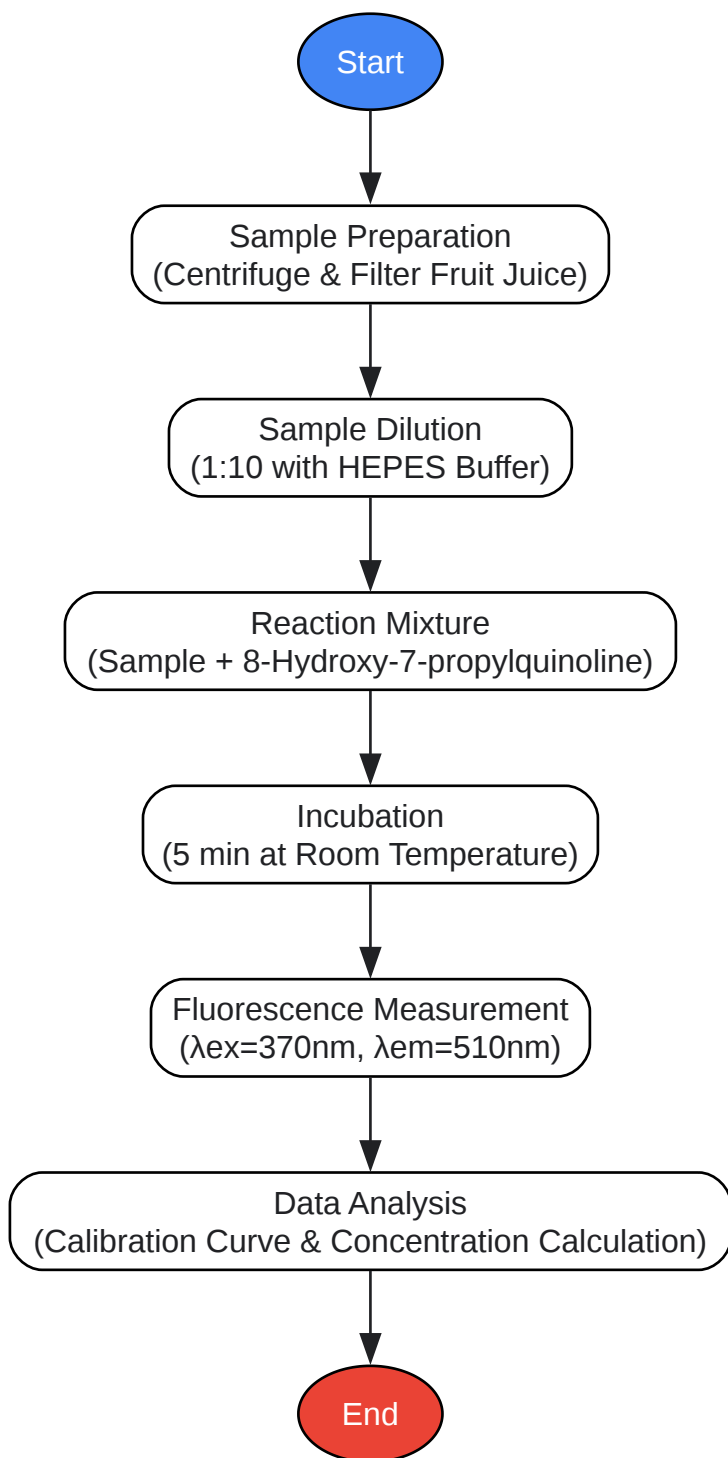 Start
Sample Preparation
(Centrifuge & Filter Fruit Juice)
Sample Dilution
(1:10 with HEPES Buffer)
Reaction Mixture
(Sample + 8-Hydroxy-7-propylquinoline)
Incubation
(5 min at Room Temperature)
Fluorescence Measurement
(λex=370nm, λem=510nm)
Data Analysis
(Calibration Curve & Concentration Calculation)
End